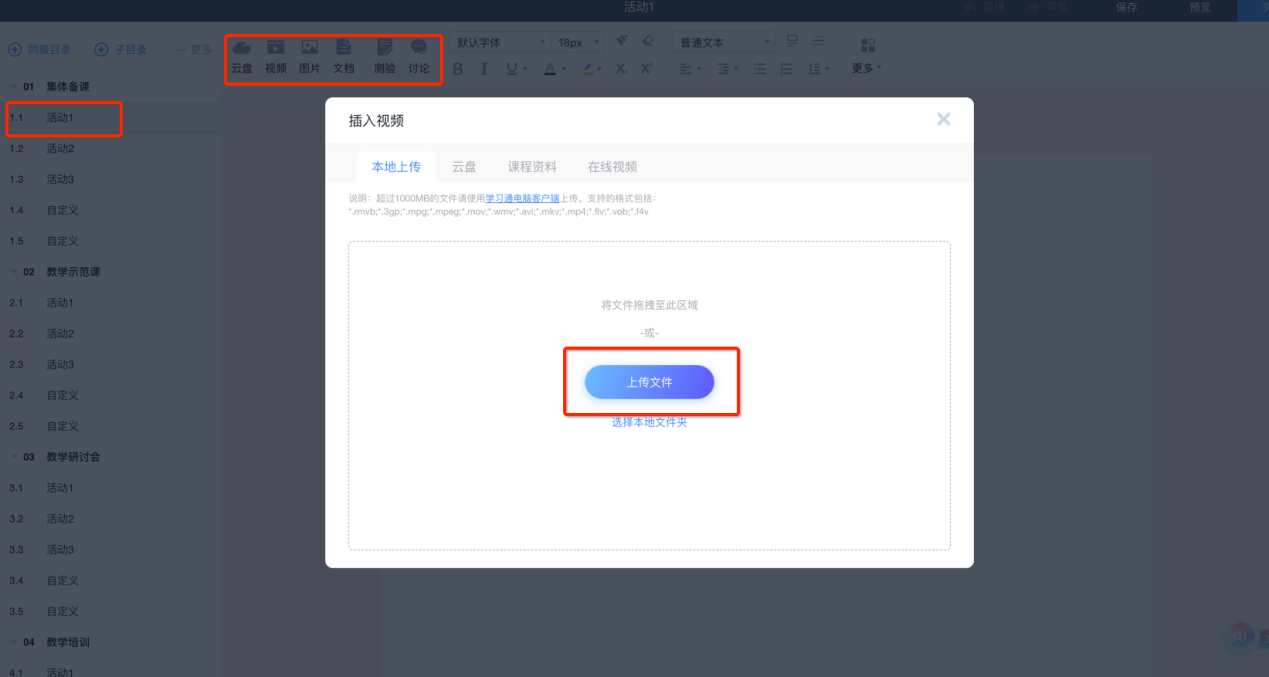 活动1
撤销 恢复 保存 预览
同级目录 子目录 ··· 更多
云盘 视频 图片 文档 测验 讨论
默认字体 18px 普通文本
更多
01 集体备课
1.1 活动1
1.2 活动2
1.3 活动3
1.4 自定义
1.5 自定义
02 教学示范课
2.1 活动1
2.2 活动2
2.3 活动3
2.4 自定义
2.5 自定义
03 教学研讨会
3.1 活动1
3.2 活动2
3.3 活动3
3.4 自定义
3.5 自定义
04 教学培训
4.1 活动1
插入视频
本地上传 云盘 课程资料 在线视频
说明：超过1000MB的文件请使用学习通电脑客户端上传。支持的格式包括：
*.rmvb;*.3gp;*.mpg;*.mpeg;*.mov;*.wmv;*.avi;*.mkv;*.mp4;*.flv;*.vob;*.f4v
将文件拖拽至此区域
-或-
上传文件
选择本地文件夹
Ai